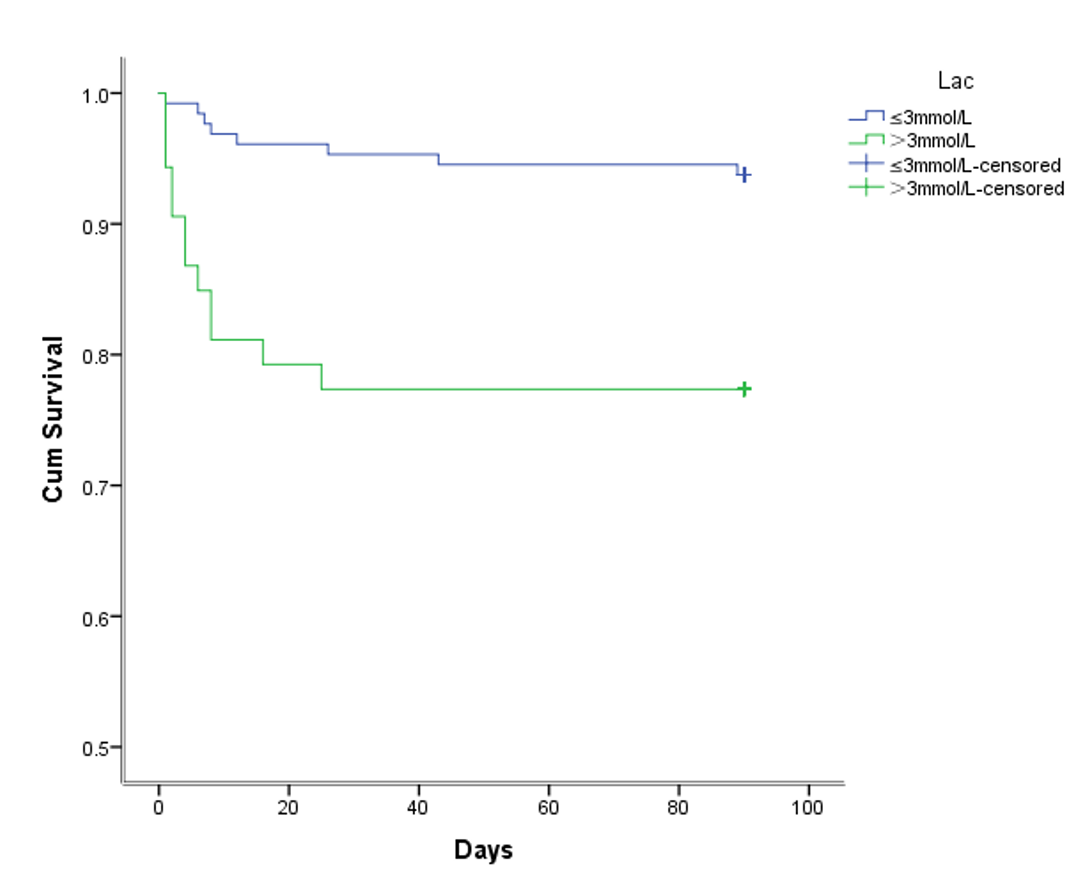 Lac
≤3mmol/L
>3mmol/L
≤3mmol/L-censored
>3mmol/L-censored
1.0
0.9
0.8
0.7
0.6
0.5
Cum Survival
0 20 40 60 80 100
Days